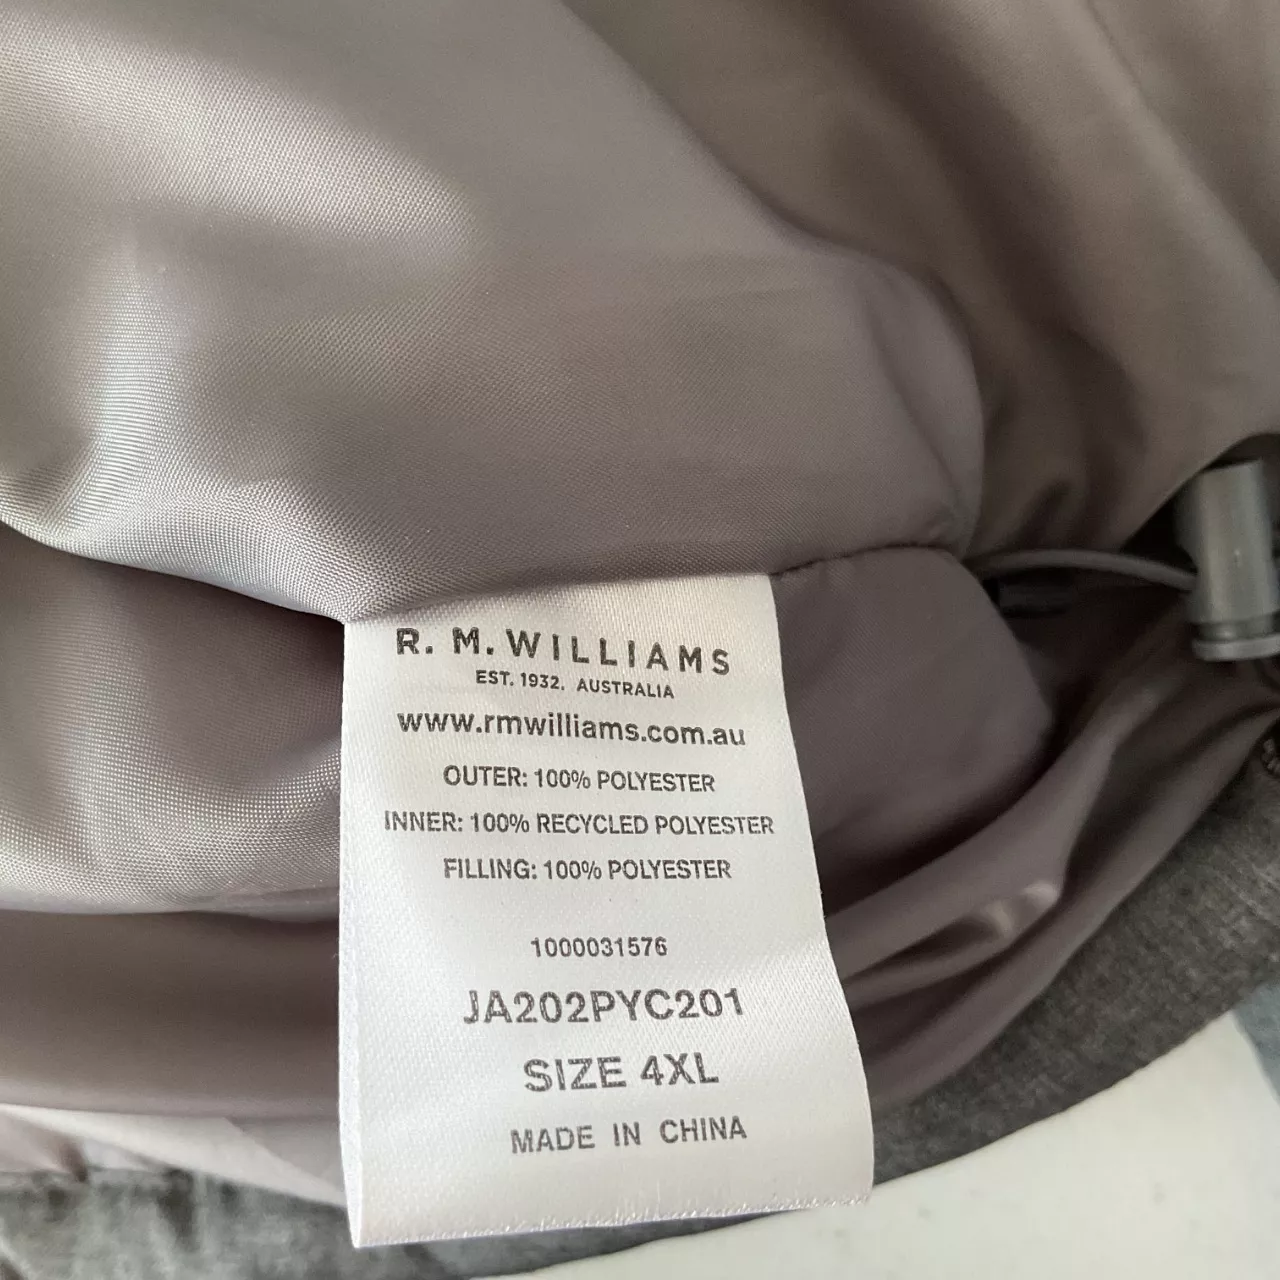 R. M. WILLIAMS
EST. 1932. AUSTRALIA
www.rmwilliams.com.au
OUTER: 100% POLYESTER
INNER: 100% RECYCLED POLYESTER
FILLING: 100% POLYESTER
1000031576
JA202PYC201
SIZE 4XL
MADE IN CHINA